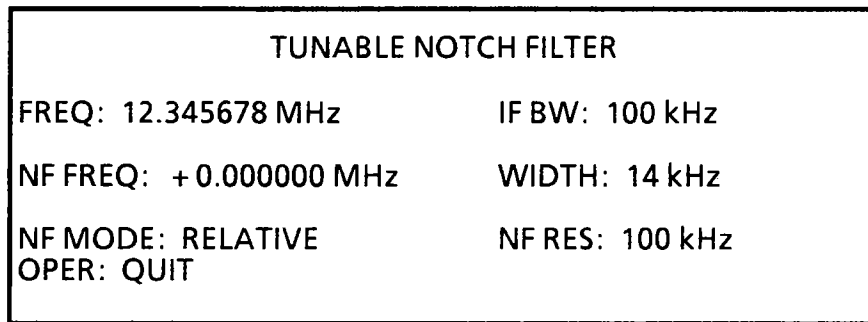 TUNABLE NOTCH FILTER
FREQ: 12.345678 MHz IF BW: 100 kHz
NF FREQ: +0.000000 MHz WIDTH: 14 kHz
NF MODE: RELATIVE NF RES: 100 kHz
OPER: QUIT